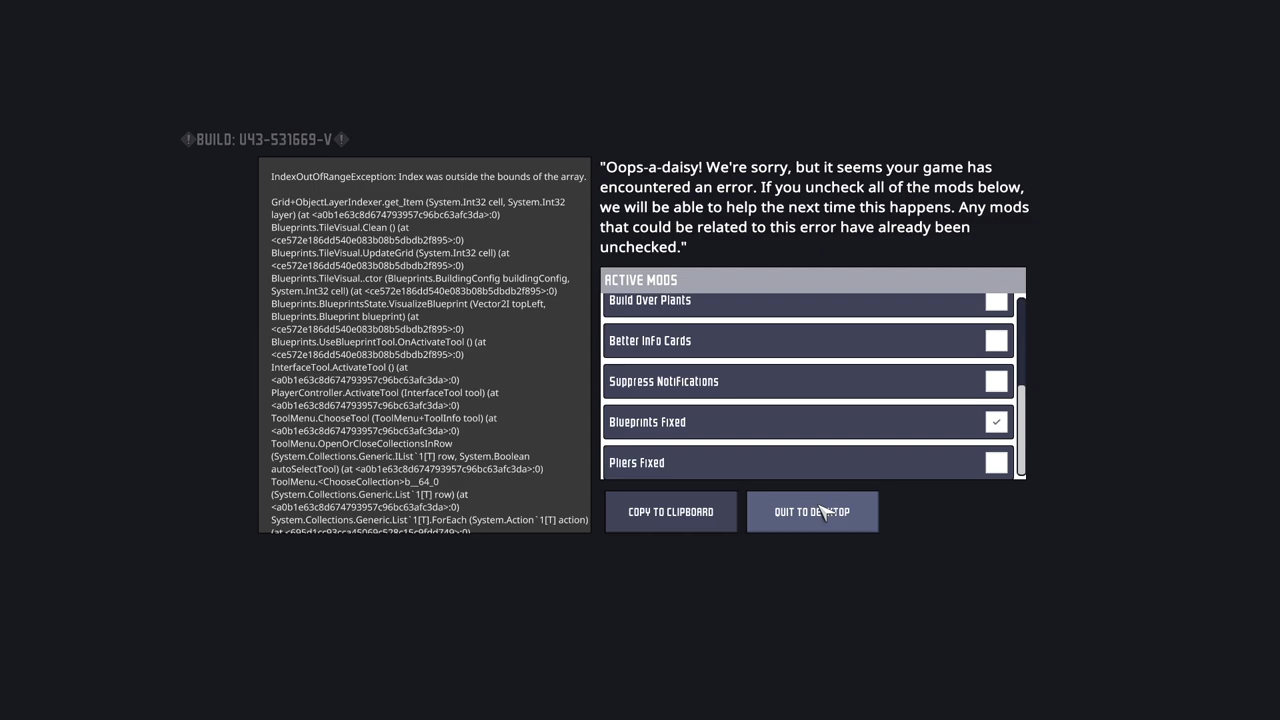 BUILD: U43-531669-V
IndexOutOfRangeException: Index was outside the bounds of the array.
Grid+ObjectLayerIndexer.get_Item (System.Int32 cell, System.Int32
layer) (at <a0b1e63c8d674793957c96bc63afc3da>:0)
Blueprints.TileVisual.Clean () (at
<ce572e186dd540e083b08b5dbdb2f895>:0)
Blueprints.TileVisual.UpdateGrid (System.Int32 cell) (at
<ce572e186dd540e083b08b5dbdb2f895>:0)
Blueprints.TileVisual..ctor (Blueprints.BuildingConfig buildingConfig,
System.Int32 cell) (at <ce572e186dd540e083b08b5dbdb2f895>:0)
Blueprints.BlueprintsState.VisualizeBlueprint (Vector2I topLeft,
Blueprints.Blueprint blueprint) (at
<ce572e186dd540e083b08b5dbdb2f895>:0)
Blueprints.UseBlueprintTool.OnActivateTool () (at
<ce572e186dd540e083b08b5dbdb2f895>:0)
InterfaceTool.ActivateTool () (at
<a0b1e63c8d674793957c96bc63afc3da>:0)
PlayerController.ActivateTool (InterfaceTool tool) (at
<a0b1e63c8d674793957c96bc63afc3da>:0)
ToolMenu.ChooseTool (ToolMenu+ToolInfo tool) (at
<a0b1e63c8d674793957c96bc63afc3da>:0)
ToolMenu.OpenOrCloseCollectionsInRow
(System.Collections.Generic.IList`1[T] row, System.Boolean
autoSelectTool) (at <a0b1e63c8d674793957c96bc63afc3da>:0)
ToolMenu.<ChooseCollection>b__64_0
(System.Collections.Generic.List`1[T] row) (at
<a0b1e63c8d674793957c96bc63afc3da>:0)
System.Collections.Generic.List`1[T].ForEach (System.Action`1[T] action)
(at <695d1cc93cca45069c528c15c9fdd749>:0)
"Oops-a-daisy! We're sorry, but it seems your game has
encountered an error. If you uncheck all of the mods below,
we will be able to help the next time this happens. Any mods
that could be related to this error have already been
unchecked."
ACTIVE MODS
Build Over Plants
Better Info Cards
Suppress Notifications
Blueprints Fixed
Pliers Fixed
COPY TO CLIPBOARD
QUIT TO DESKTOP